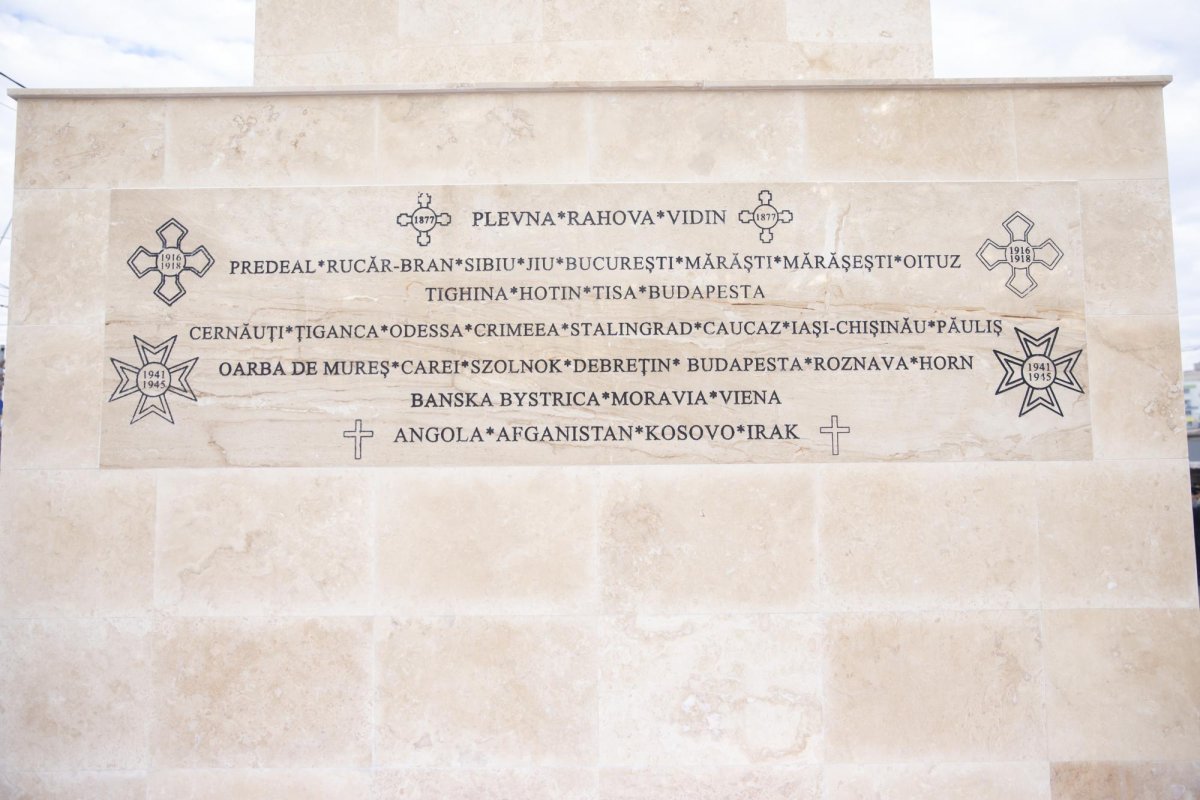 1877 PLEVNA*RAHOVA*VIDIN 1877
1916 1918 PREDEAL*RUCĂR-BRAN*SIBIU*JIU*BUCUREȘTI*MĂRĂȘTI*MĂRĂȘEȘTI*OITUZ 1916 1918
TIGHINA*HOTIN*TISA*BUDAPESTA
CERNĂUȚI*ȚIGANCA*ODESSA*CRIMEEA*STALINGRAD*CAUCAZ*IAȘI-CHIȘINĂU*PĂULIȘ
1941 1945 OARBA DE MUREȘ*CAREI*SZOLNOK*DEBREȚIN* BUDAPESTA*ROZNAVA*HORN 1941 1945
BANSKA BYSTRICA*MORAVIA*VIENA
ANGOLA*AFGANISTAN*KOSOVO*IRAK